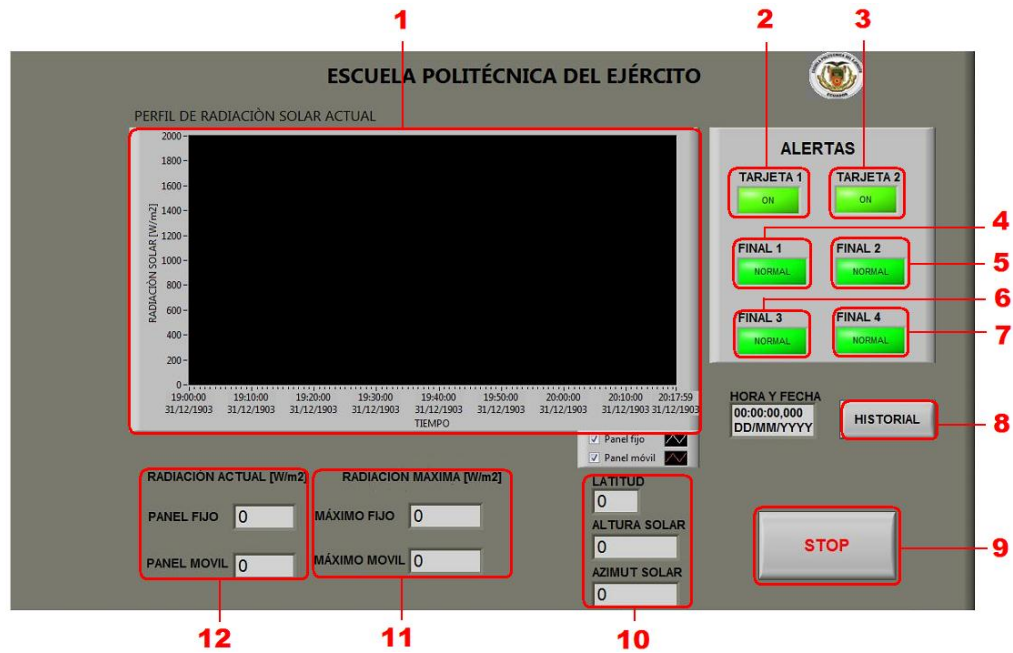 1
2
3
ESCUELA POLITÉCNICA DEL EJÉRCITO
PERFIL DE RADIACIÒN SOLAR ACTUAL
2000
1800
1600
1400
1200
1000
800
600
400
200
0
RADIACIÒN SOLAR [W/m2]
19:00:00 19:10:00 19:20:00 19:30:00 19:40:00 19:50:00 20:00:00 20:10:00 20:17:59
31/12/1903 31/12/1903 31/12/1903 31/12/1903 31/12/1903 31/12/1903 31/12/1903 31/12/1903 31/12/1903
TIEMPO
Panel fijo
Panel móvil
ALERTAS
TARJETA 1 TARJETA 2
ON ON
FINAL 1 FINAL 2
NORMAL NORMAL
FINAL 3 FINAL 4
NORMAL NORMAL
4
5
6
7
HORA Y FECHA
00:00:00,000
DD/MM/YYYY
HISTORIAL
8
RADIACIÓN ACTUAL [W/m2]
PANEL FIJO 0
PANEL MOVIL 0
RADIACION MAXIMA [W/m2]
MÁXIMO FIJO 0
MÁXIMO MOVIL 0
LATITUD
0
ALTURA SOLAR
0
AZIMUT SOLAR
0
STOP
9
12
11
10